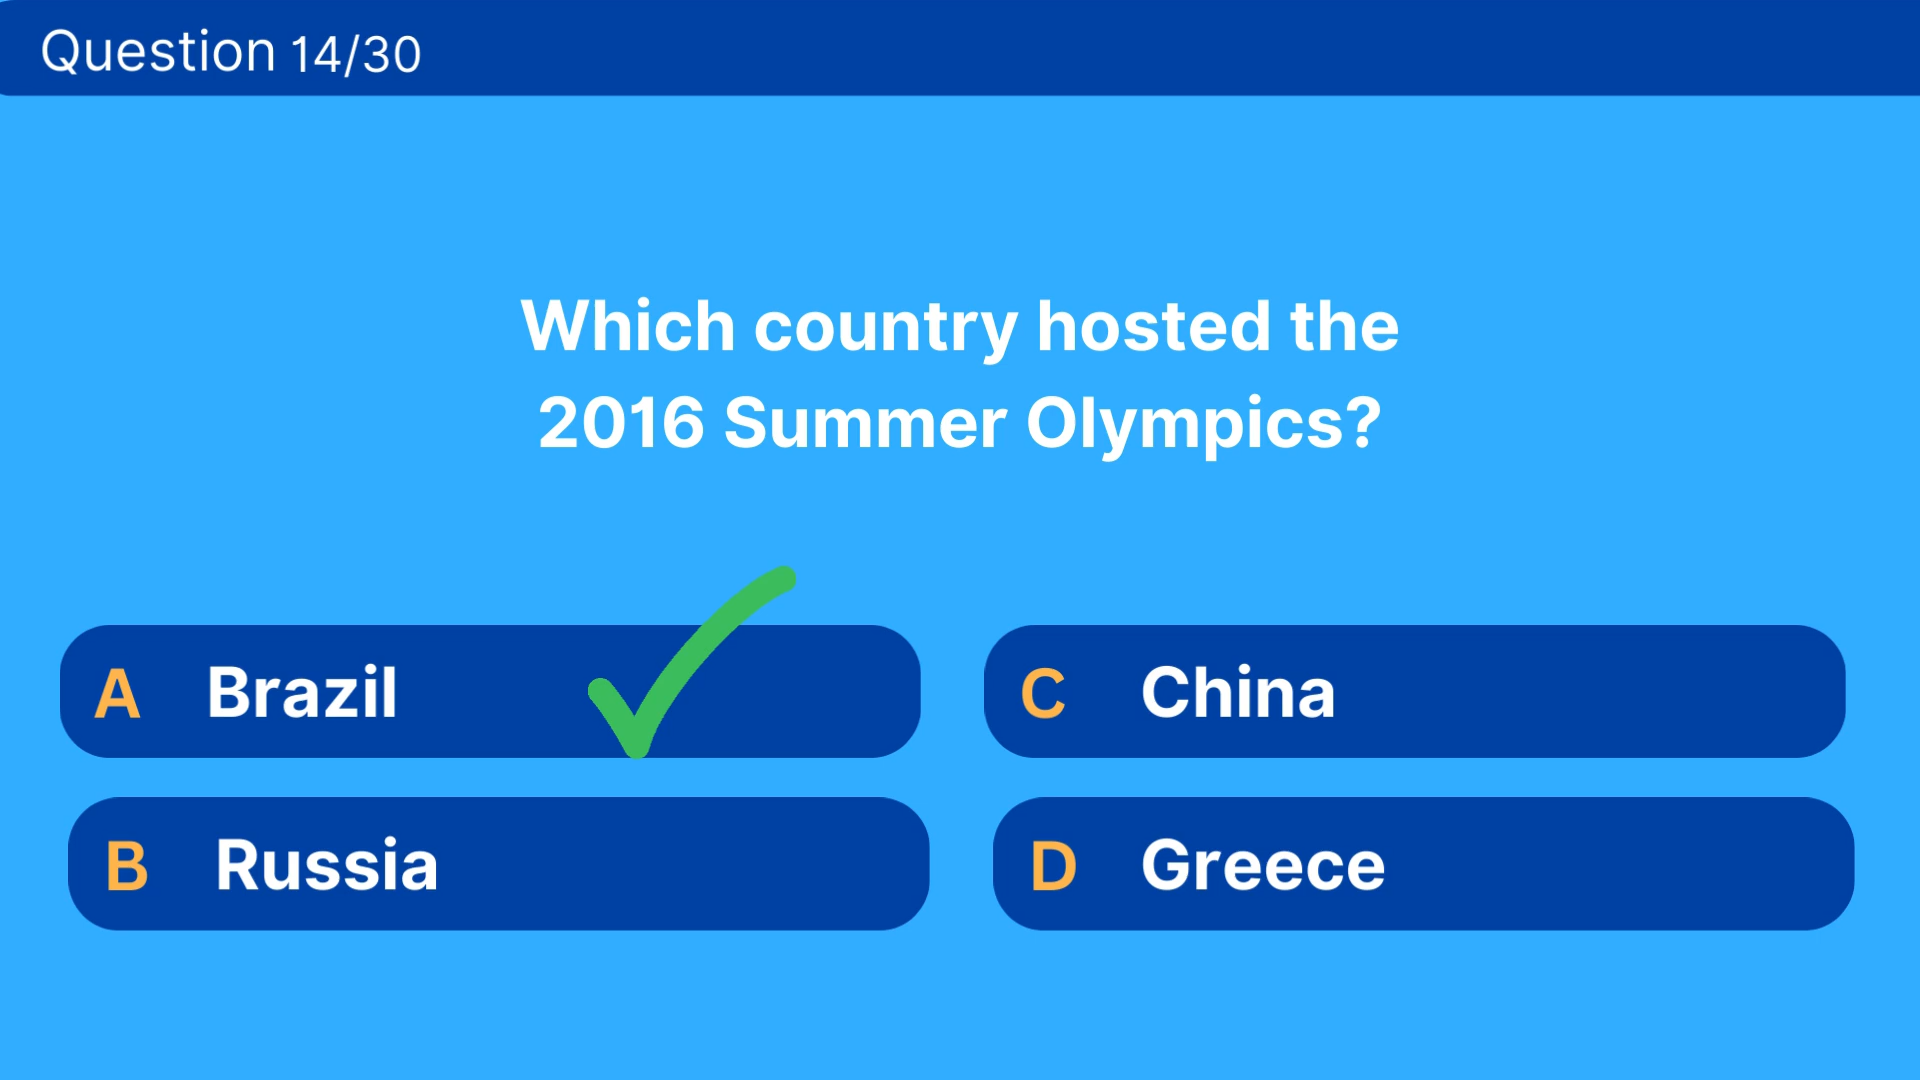 Question 14/30
Which country hosted the
2016 Summer Olympics?
A Brazil
C China
B Russia
D Greece